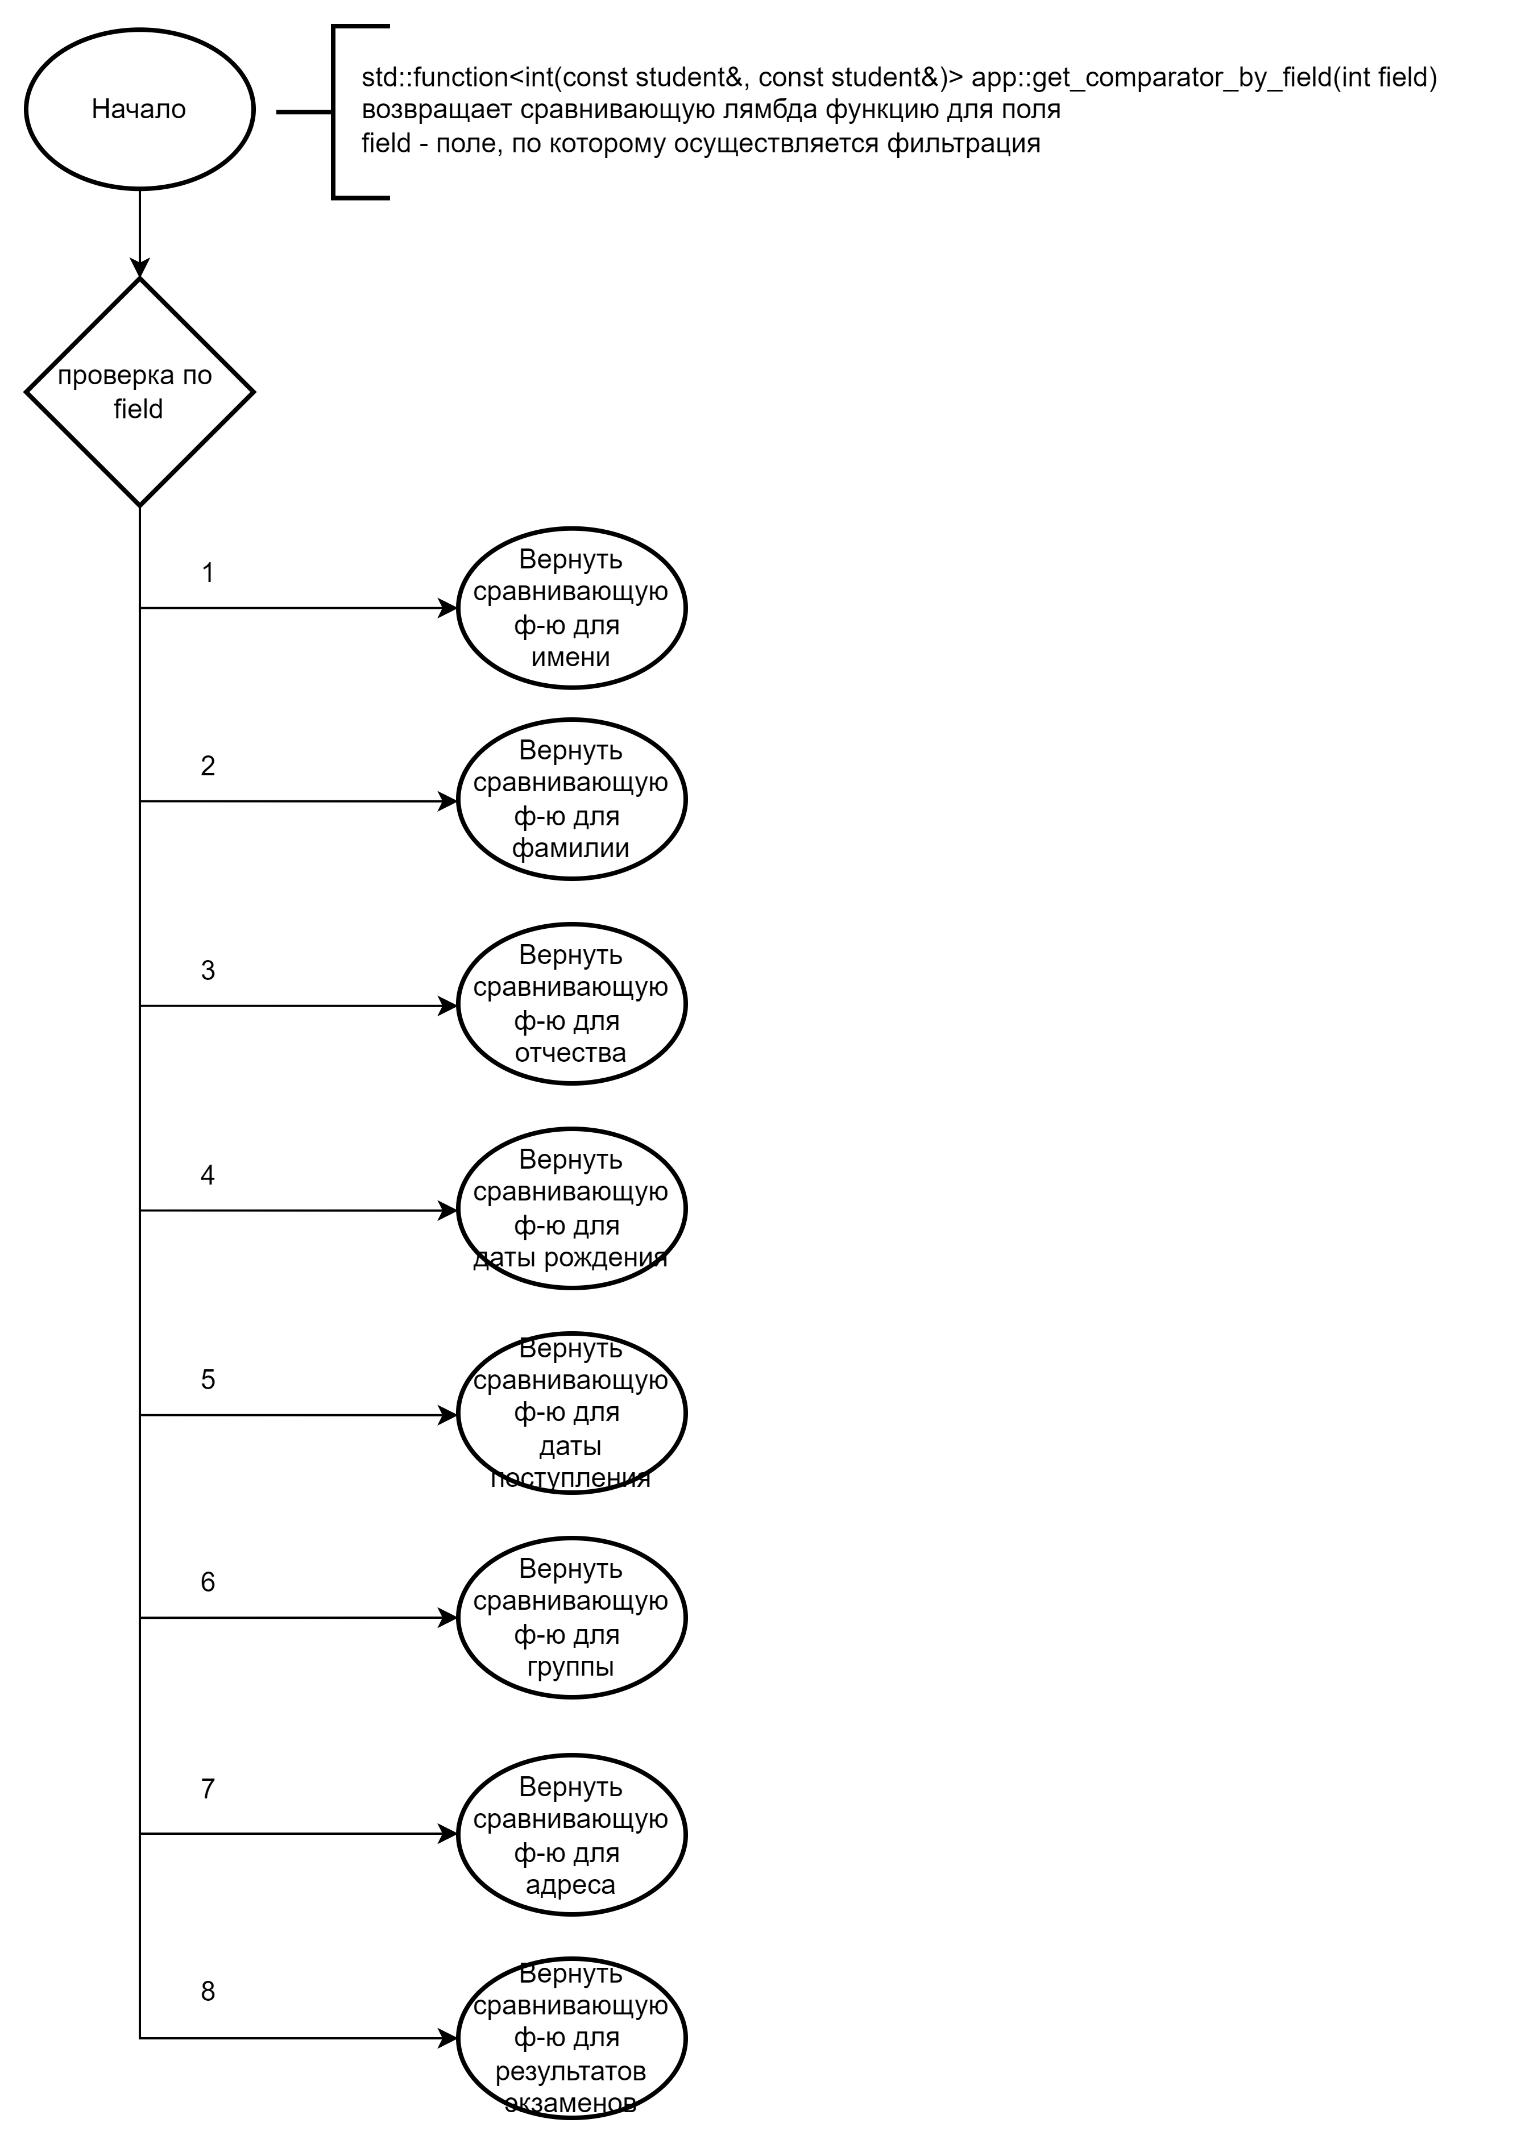 Начало
std::function<int(const student&, const student&)> app::get_comparator_by_field(int field)
возвращает сравнивающую лямбда функцию для поля
field - поле, по которому осуществляется фильтрация
проверка по
field
1
Вернуть
сравнивающую
ф-ю для
имени
2
Вернуть
сравнивающую
ф-ю для
фамилии
3
Вернуть
сравнивающую
ф-ю для
отчества
4
Вернуть
сравнивающую
ф-ю для
даты рождения
5
Вернуть
сравнивающую
ф-ю для
даты
поступления
6
Вернуть
сравнивающую
ф-ю для
группы
7
Вернуть
сравнивающую
ф-ю для
адреса
8
Вернуть
сравнивающую
ф-ю для
результатов
экзаменов